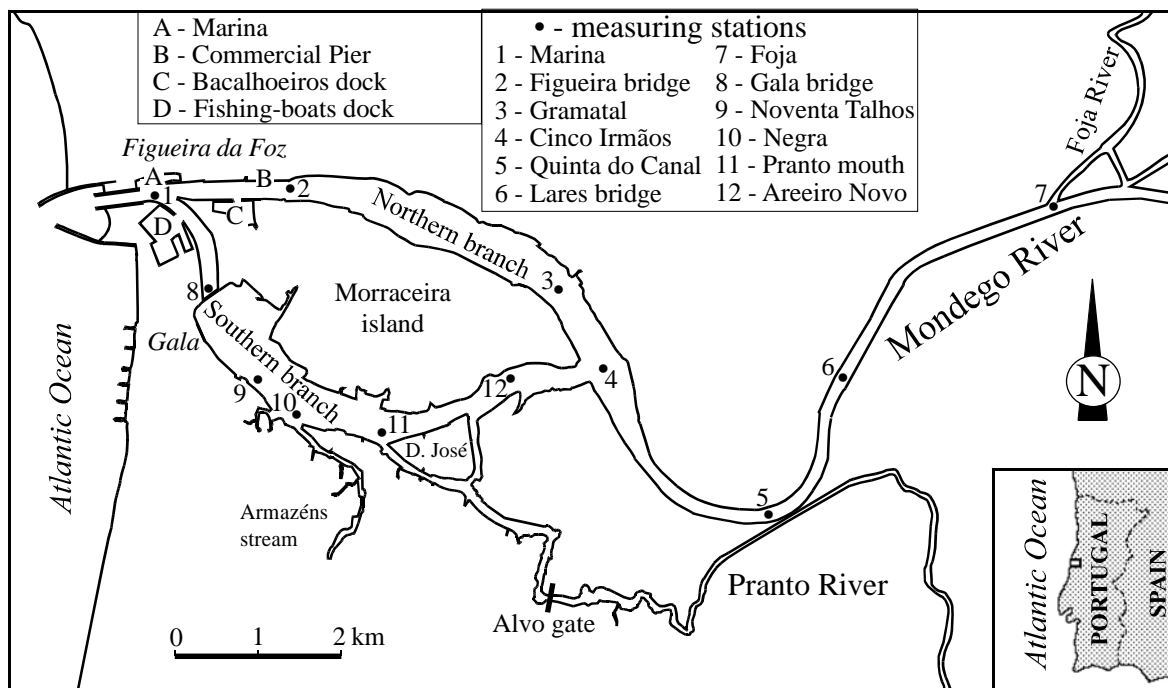 A - Marina
B - Commercial Pier
C - Bacalhoeiros dock
D - Fishing-boats dock
• - measuring stations
1 - Marina
2 - Figueira bridge
3 - Gramatal
4 - Cinco Irmãos
5 - Quinta do Canal
6 - Lares bridge
7 - Foja
8 - Gala bridge
9 - Noventa Talhos
10 - Negra
11 - Pranto mouth
12 - Areeiro Novo
Foja River
Figueira da Foz
A
B
1
2
C
D
7
Northern branch
Mondego River
3
8
Morraceira
island
Gala
Southern branch
Atlantic Ocean
N
4
12
6
9
10
11
D. José
5
Armazéns
stream
Pranto River
Alvo gate
0 1 2 km
Atlantic Ocean
PORTUGAL
SPAIN